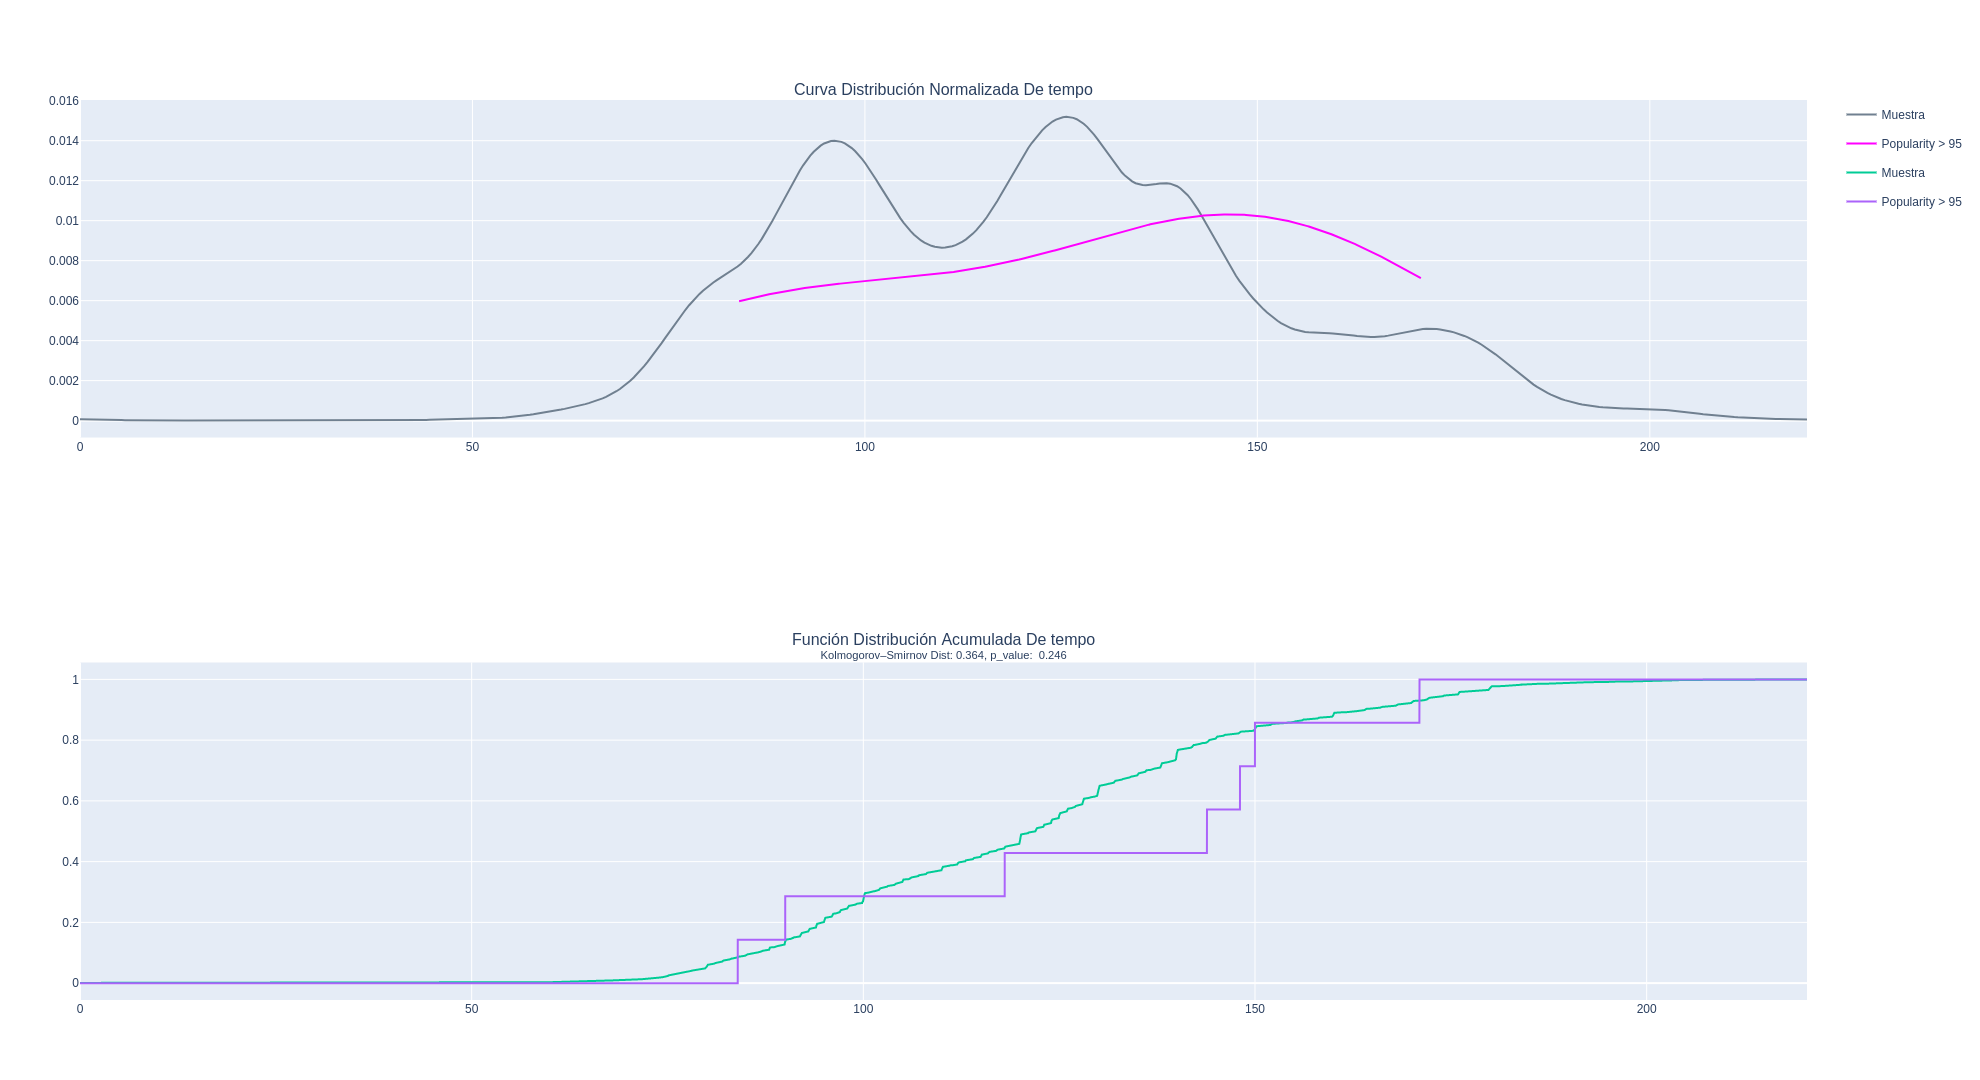 Curva Distribución Normalizada De tempo
0.016
0.014
0.012
0.01
0.008
0.006
0.004
0.002
0
0 50 100 150 200
Muestra
Popularity > 95
Muestra
Popularity > 95
Función Distribución Acumulada De tempo
Kolmogorov–Smirnov Dist: 0.364, p_value: 0.246
1
0.8
0.6
0.4
0.2
0
0 50 100 150 200